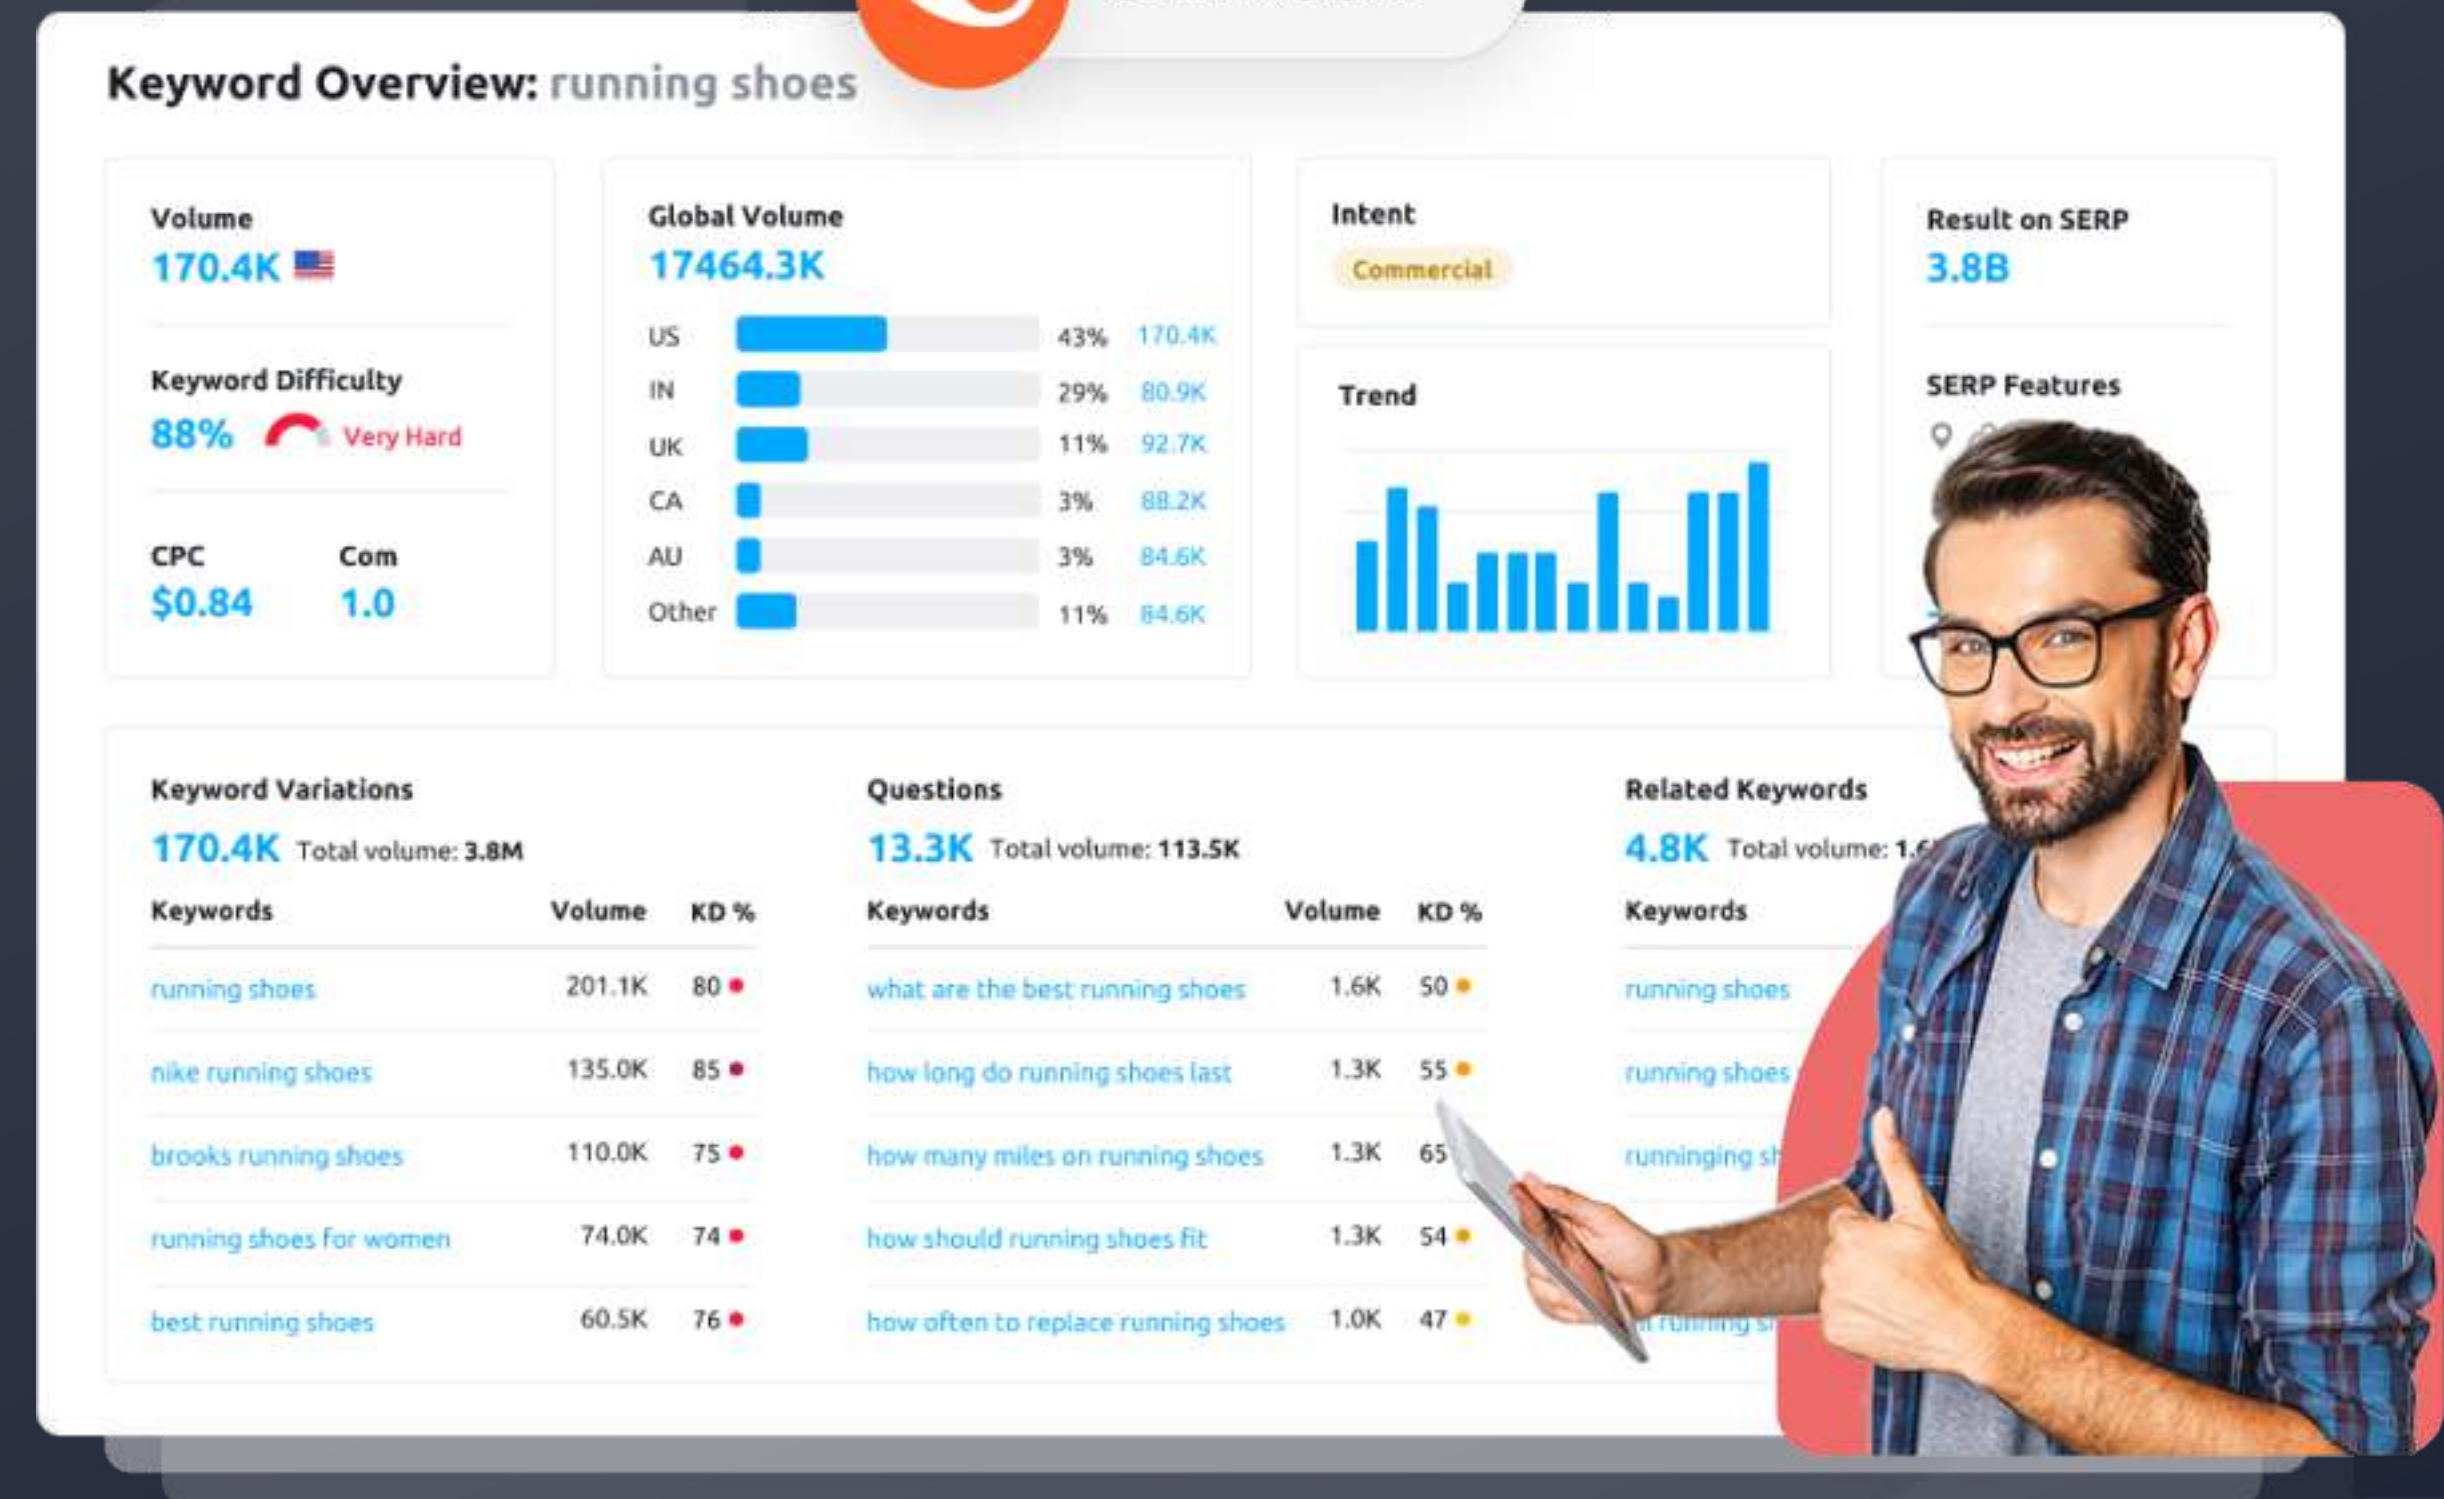 Keyword Overview: running shoes
Volume
170.4K
Keyword Difficulty
88% Very Hard
CPC Com
$0.84 1.0
Global Volume
17464.3K
US 43% 170.4K
IN 29% 80.9K
UK 11% 92.7K
CA 3% 88.2K
AU 3% 84.6K
Other 11% 84.6K
Intent
Commercial
Trend
Result on SERP
3.8B
SERP Features
Keyword Variations
170.4K Total volume: 3.8M
Keywords Volume KD %
running shoes 201.1K 80
nike running shoes 135.0K 85
brooks running shoes 110.0K 75
running shoes for women 74.0K 74
best running shoes 60.5K 76
Questions
13.3K Total volume: 113.5K
Keywords Volume KD %
what are the best running shoes 1.6K 50
how long do running shoes last 1.3K 55
how many miles on running shoes 1.3K 65
how should running shoes fit 1.3K 54
how often to replace running shoes 1.0K 47
Related Keywords
4.8K Total volume:
Keywords
running shoes
running shoes
runninging
running